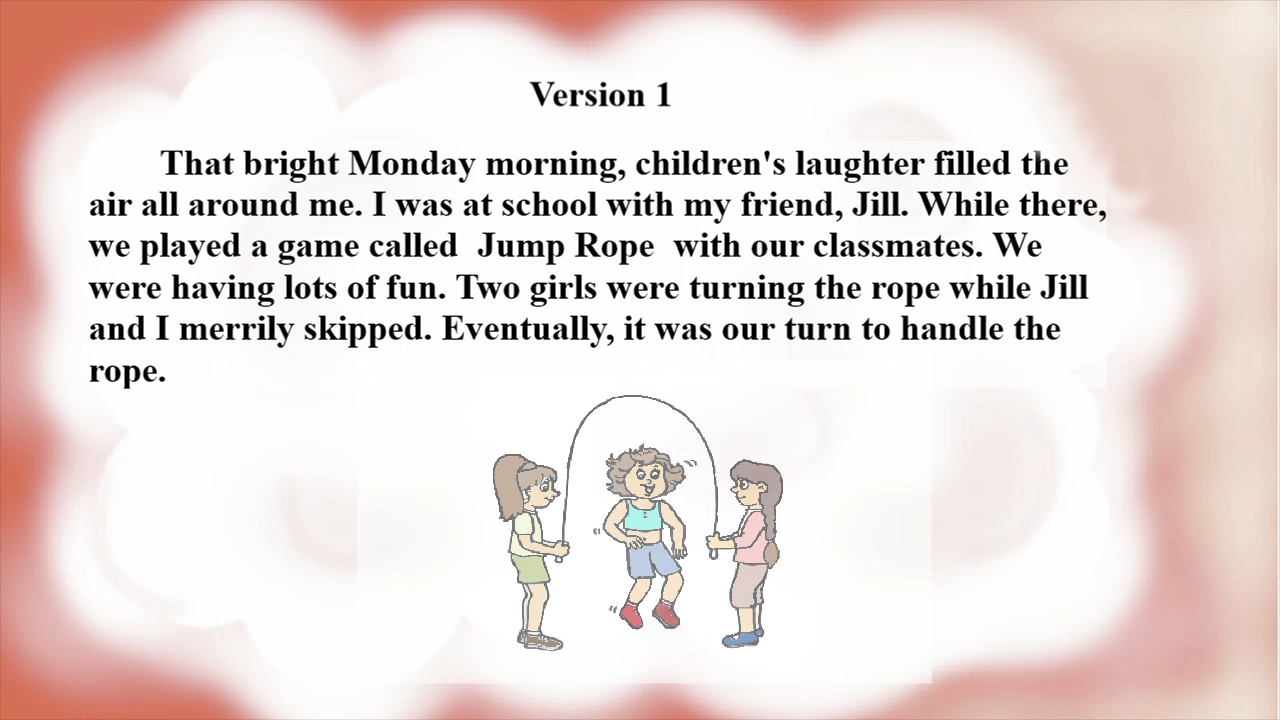 Version 1
That bright Monday morning, children's laughter filled the
air all around me. I was at school with my friend, Jill. While there,
we played a game called  Jump Rope  with our classmates. We
were having lots of fun. Two girls were turning the rope while Jill
and I merrily skipped. Eventually, it was our turn to handle the
rope.